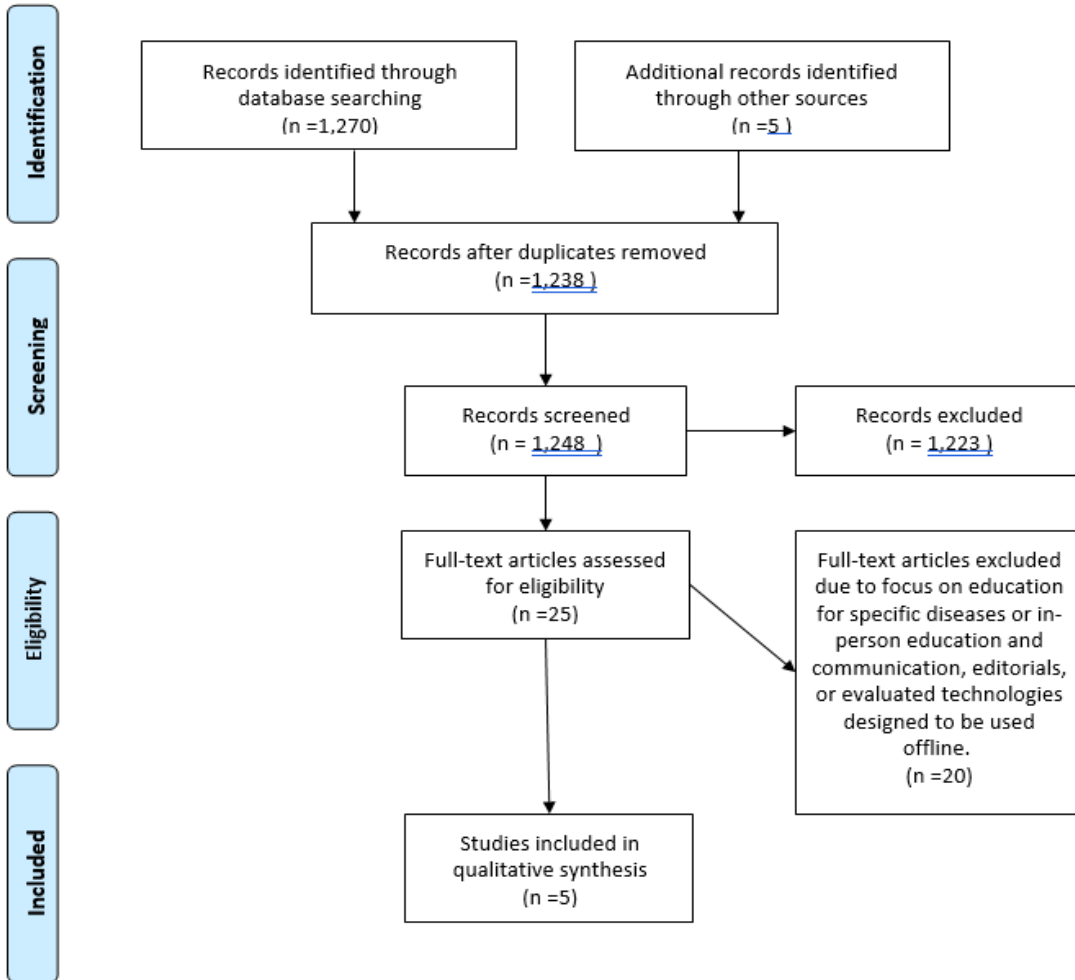 Identification
Records identified through
database searching
(n =1,270)
Additional records identified
through other sources
(n =5 )
Records after duplicates removed
(n =1,238 )
Screening
Records screened
(n = 1,248 )
Records excluded
(n = 1,223 )
Eligibility
Full-text articles assessed
for eligibility
(n =25)
Full-text articles excluded
due to focus on education
for specific diseases or in-
person education and
communication, editorials,
or evaluated technologies
designed to be used
offline.
(n =20)
Included
Studies included in
qualitative synthesis
(n =5)